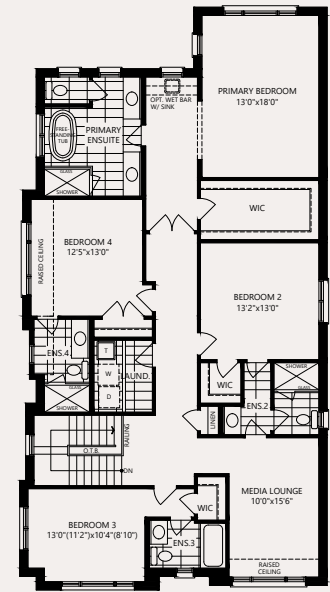 PRIMARY BEDROOM
13'0"x18'0"
OPT. WET BAR
W/ SINK
FREE-
STANDING
TUB
PRIMARY
ENSUITE
GLASS
SHOWER
WIC
RAISED CEILING
BEDROOM 4
12'5"x13'0"
BEDROOM 2
13'2"x13'0"
ENS.4
T
W
D
LAUND.
GLASS
SHOWER
WIC
SHOWER
GLASS
ENS.2
LINEN
RAILING
O.T.B.
DN
MEDIA LOUNGE
10'0"x15'6"
WIC
BEDROOM 3
13'0"(11'2")x10'4"(8'10")
ENS.3
RAISED
CEILING